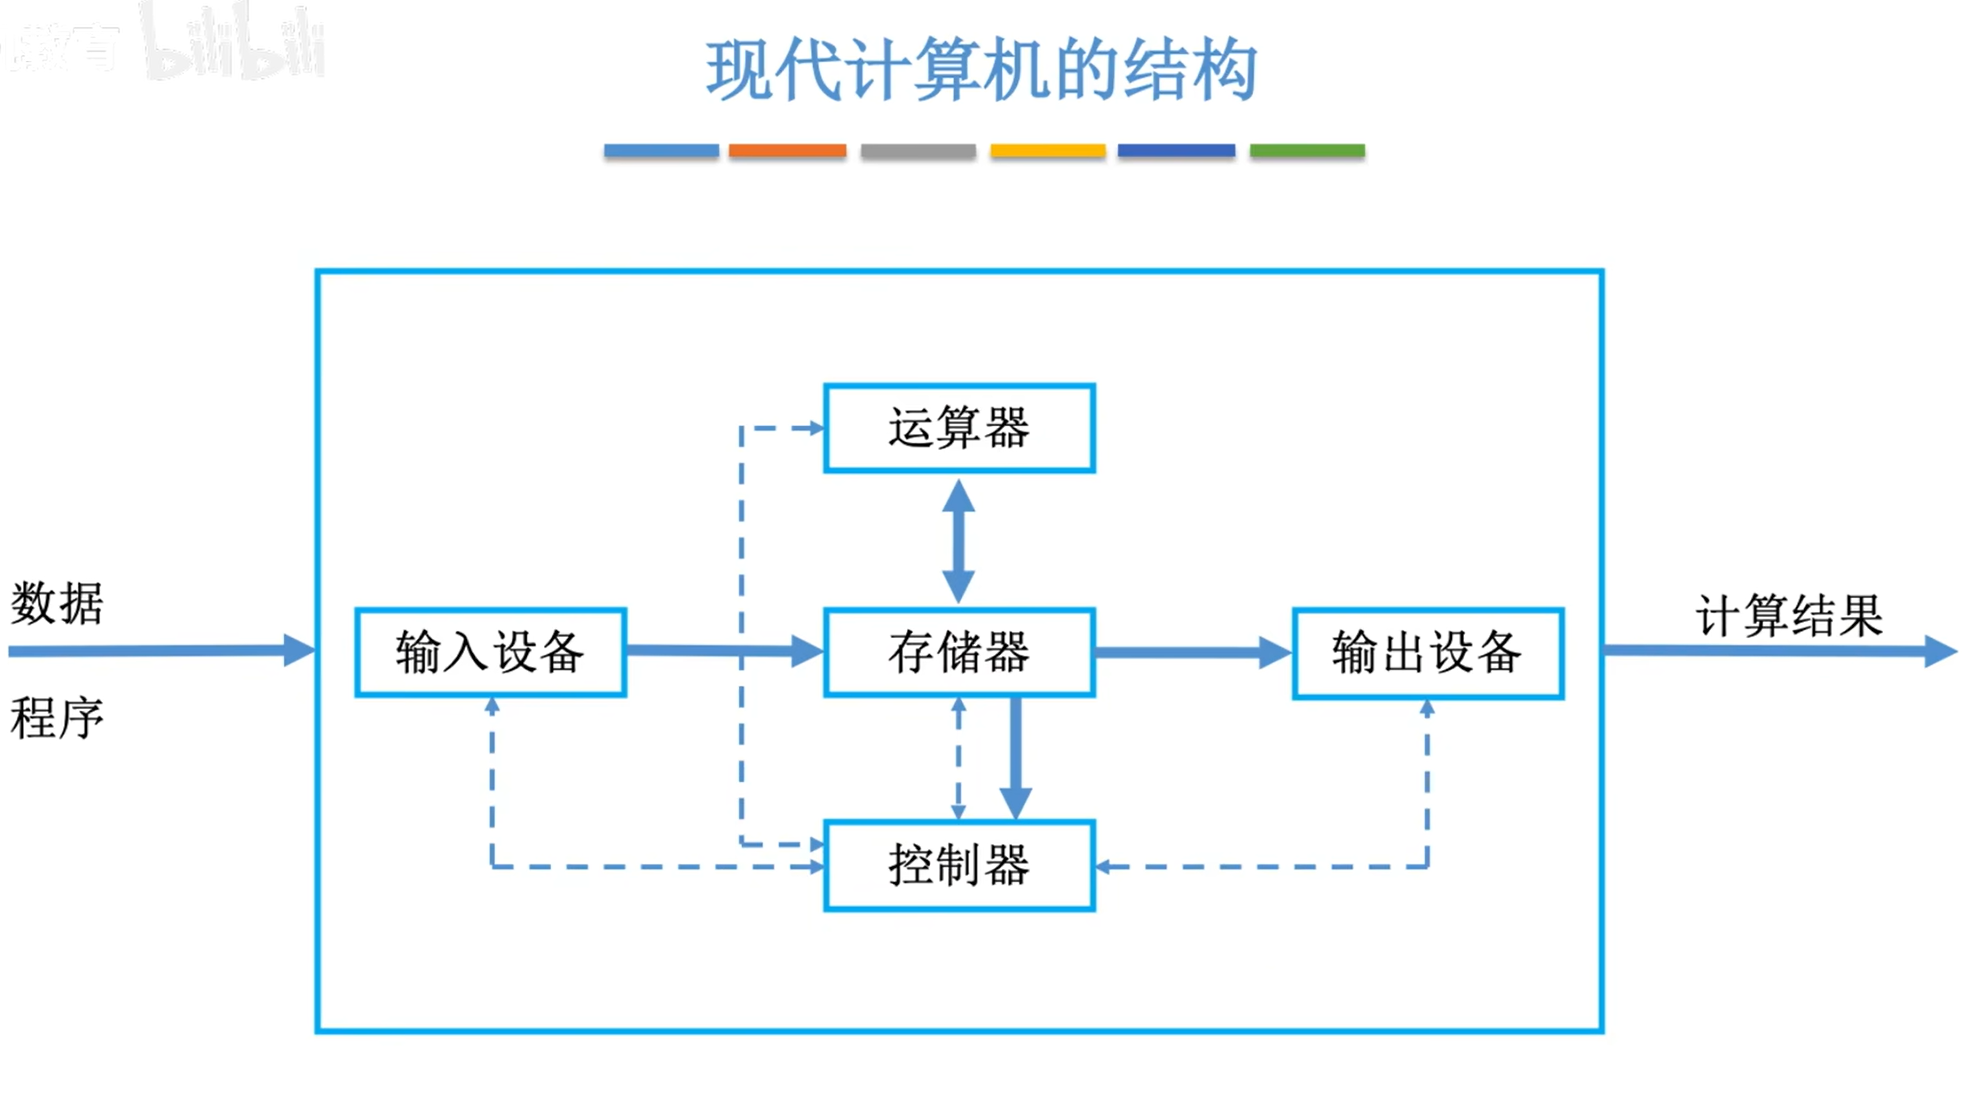 教育 bilibili
现代计算机的结构
运算器
数据
程序
输入设备
存储器
输出设备
计算结果
控制器